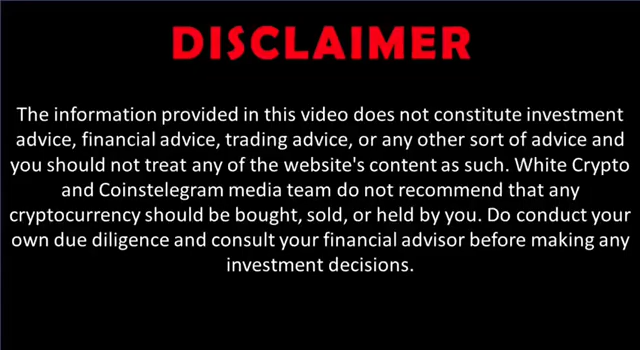 DISCLAIMER
The information provided in this video does not constitute investment
advice, financial advice, trading advice, or any other sort of advice and
you should not treat any of the website's content as such. White Crypto
and Coinstelegram media team do not recommend that any
cryptocurrency should be bought, sold, or held by you. Do conduct your
own due diligence and consult your financial advisor before making any
investment decisions.